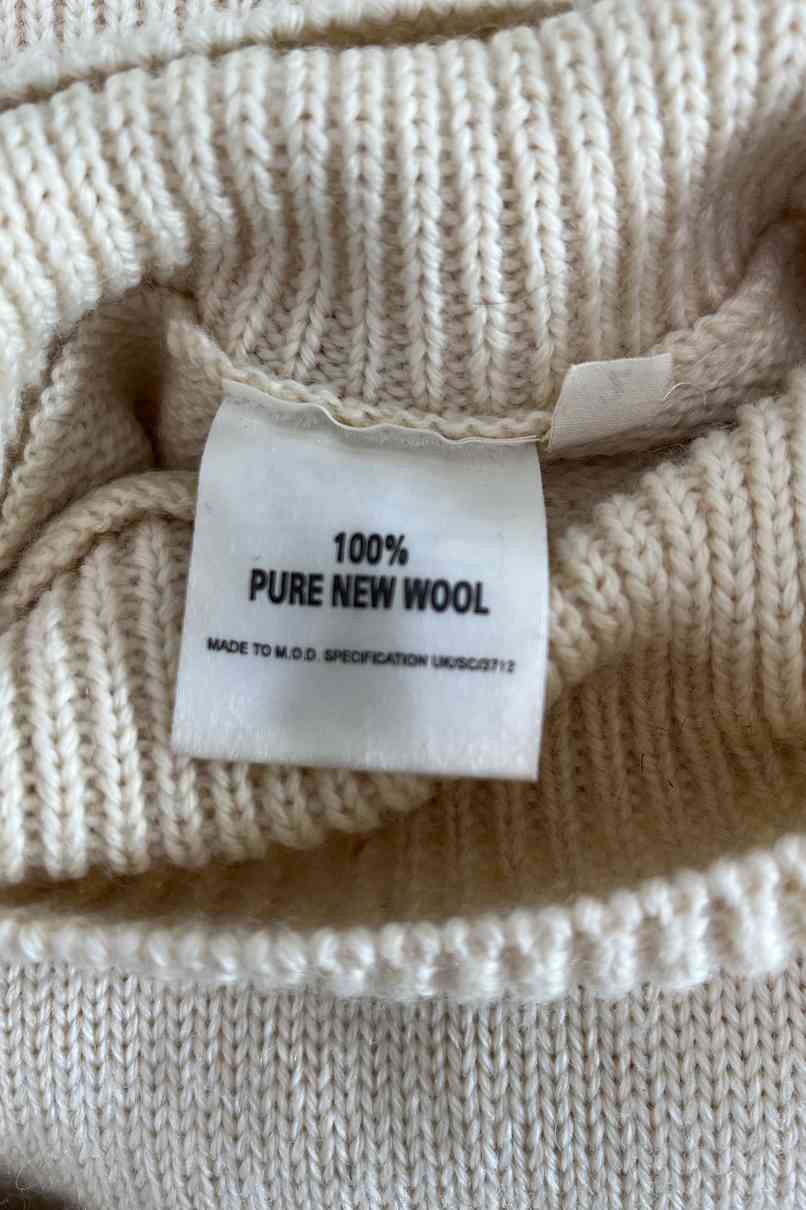 100%
PURE NEW WOOL
MADE TO M.O.D. SPECIFICATION UK/SC/3712